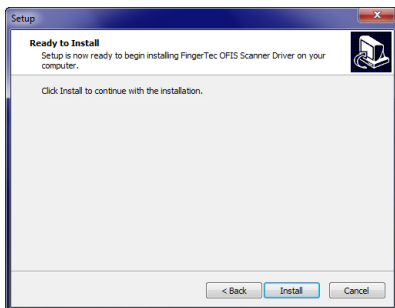 Setup
Ready to Install
Setup is now ready to begin installing FingerTec OFIS Scanner Driver on your
computer.
Click Install to continue with the installation.
< Back
Install
Cancel